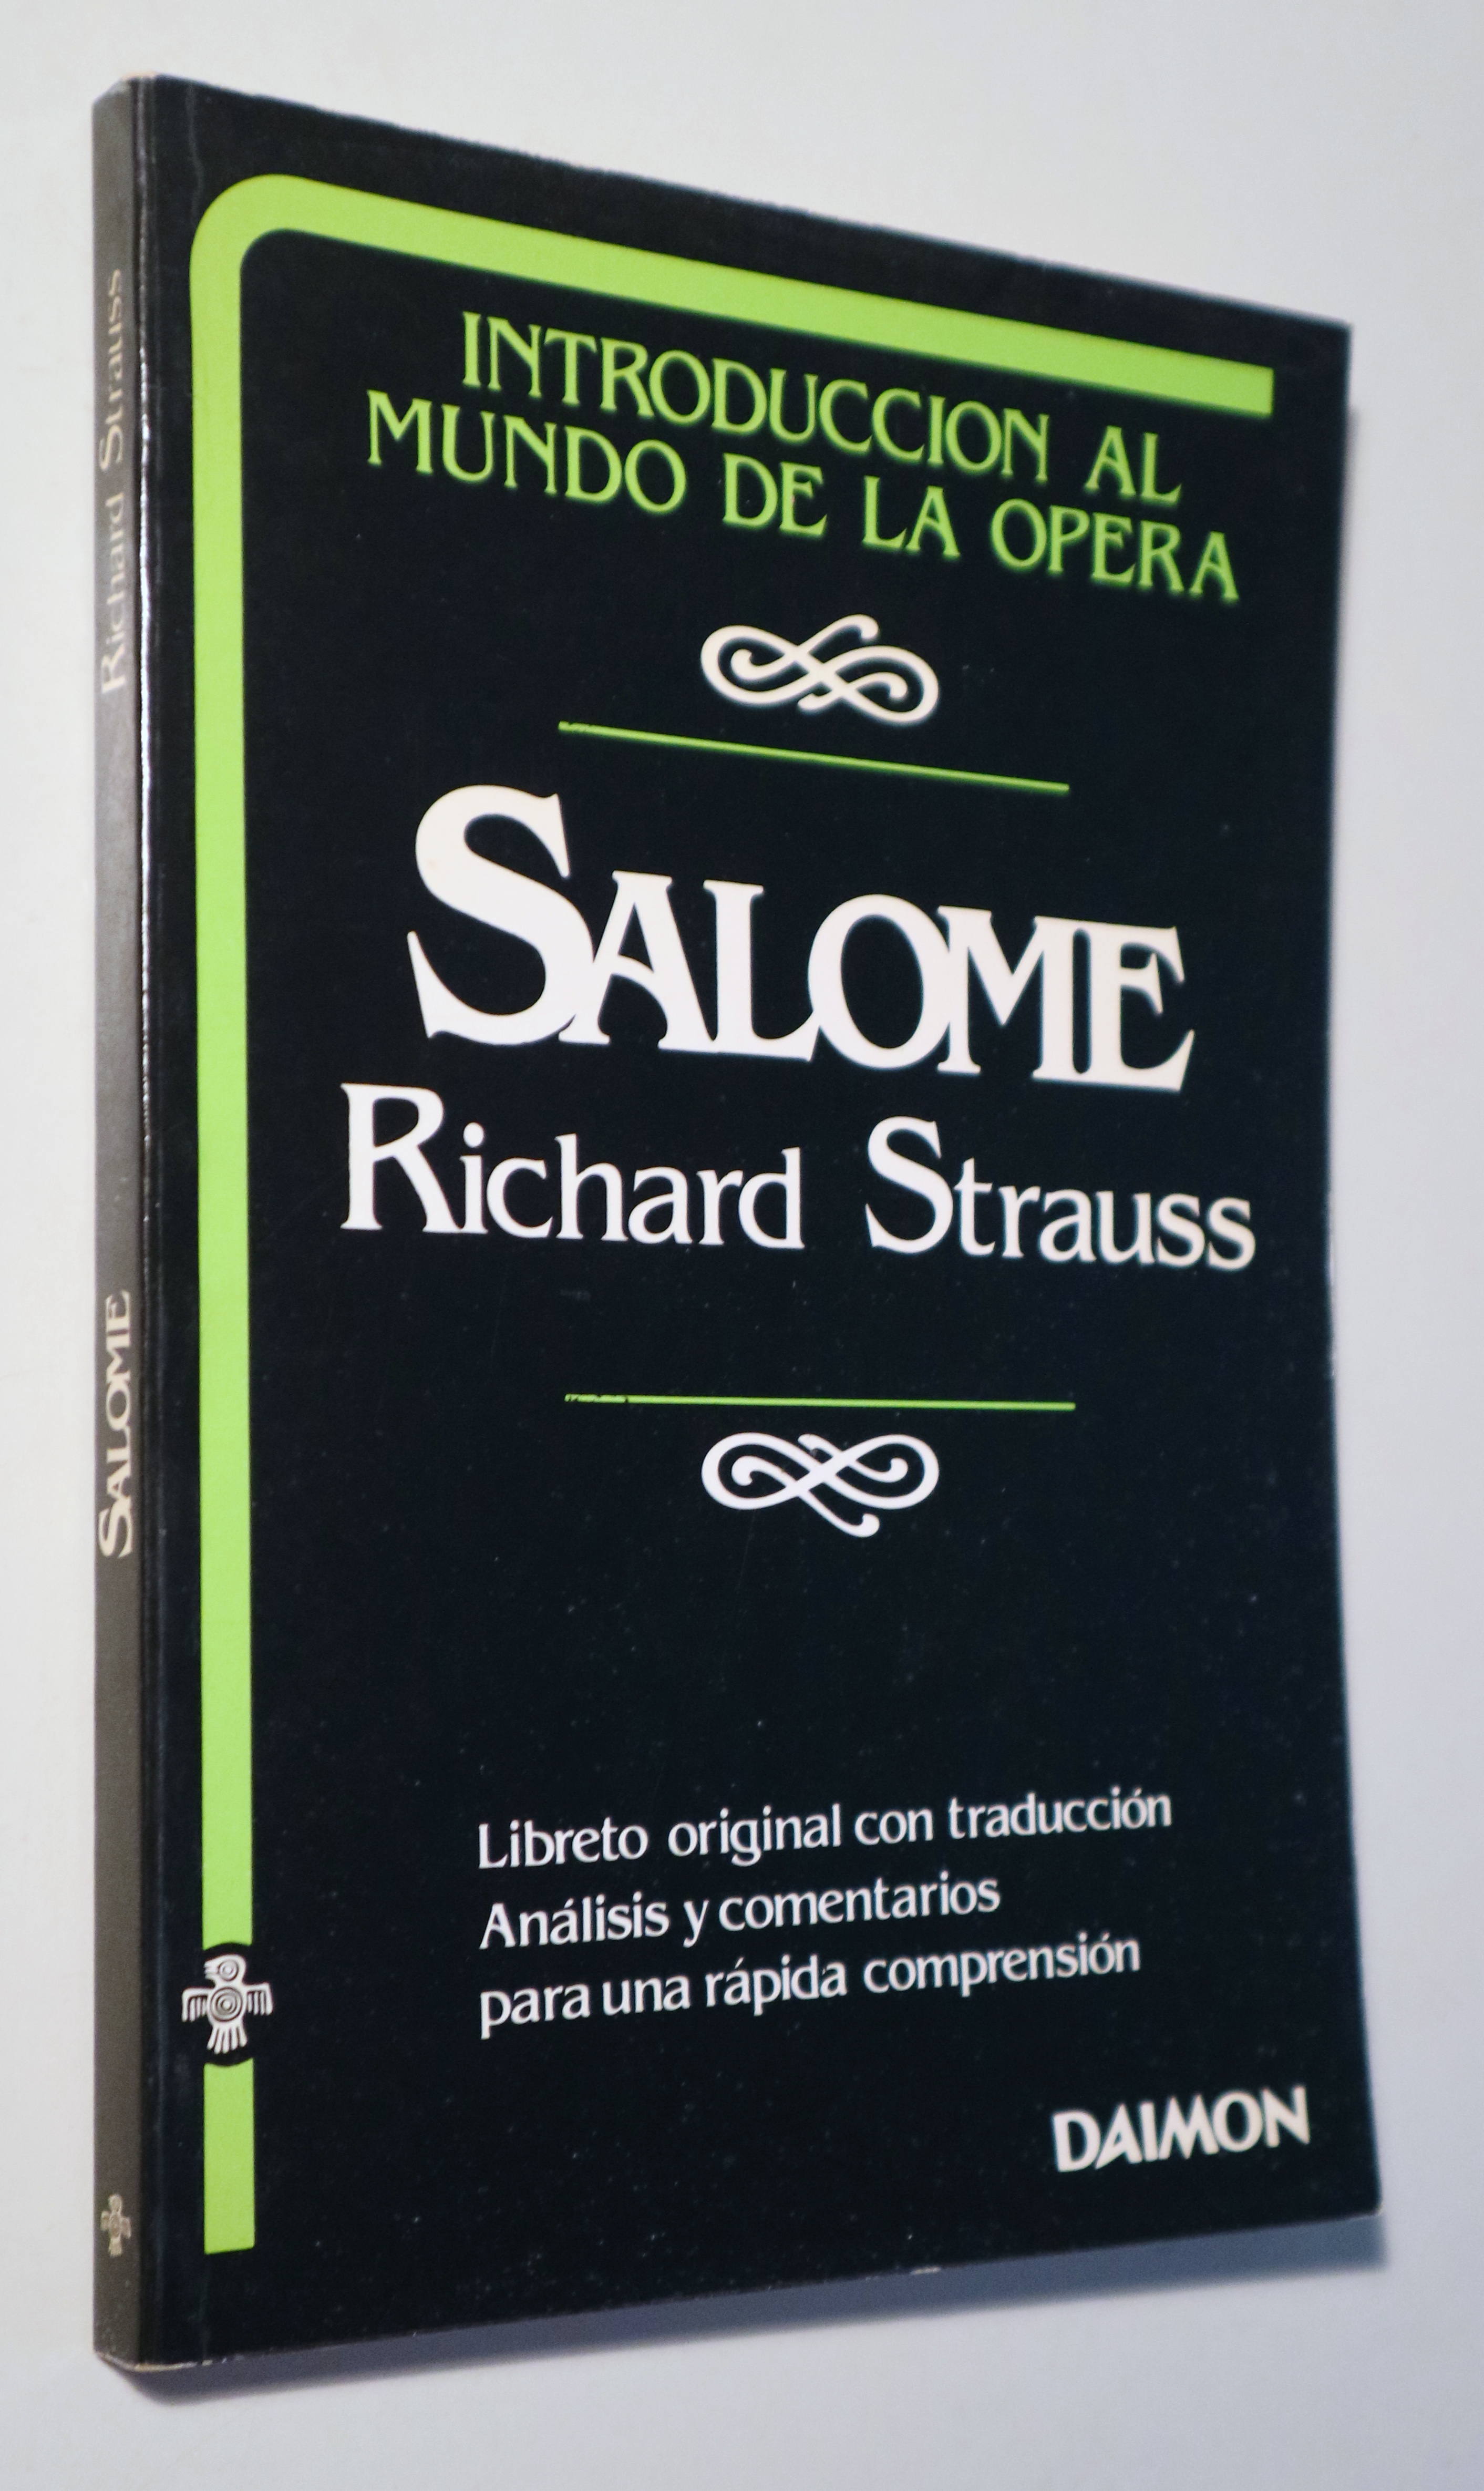 INTRODUCCION AL
MUNDO DE LA OPERA
SALOME
Richard Strauss
Libreto original con traducción
Análisis y comentarios
para una rápida comprensión
DAIMON
SALOME Richard Strauss